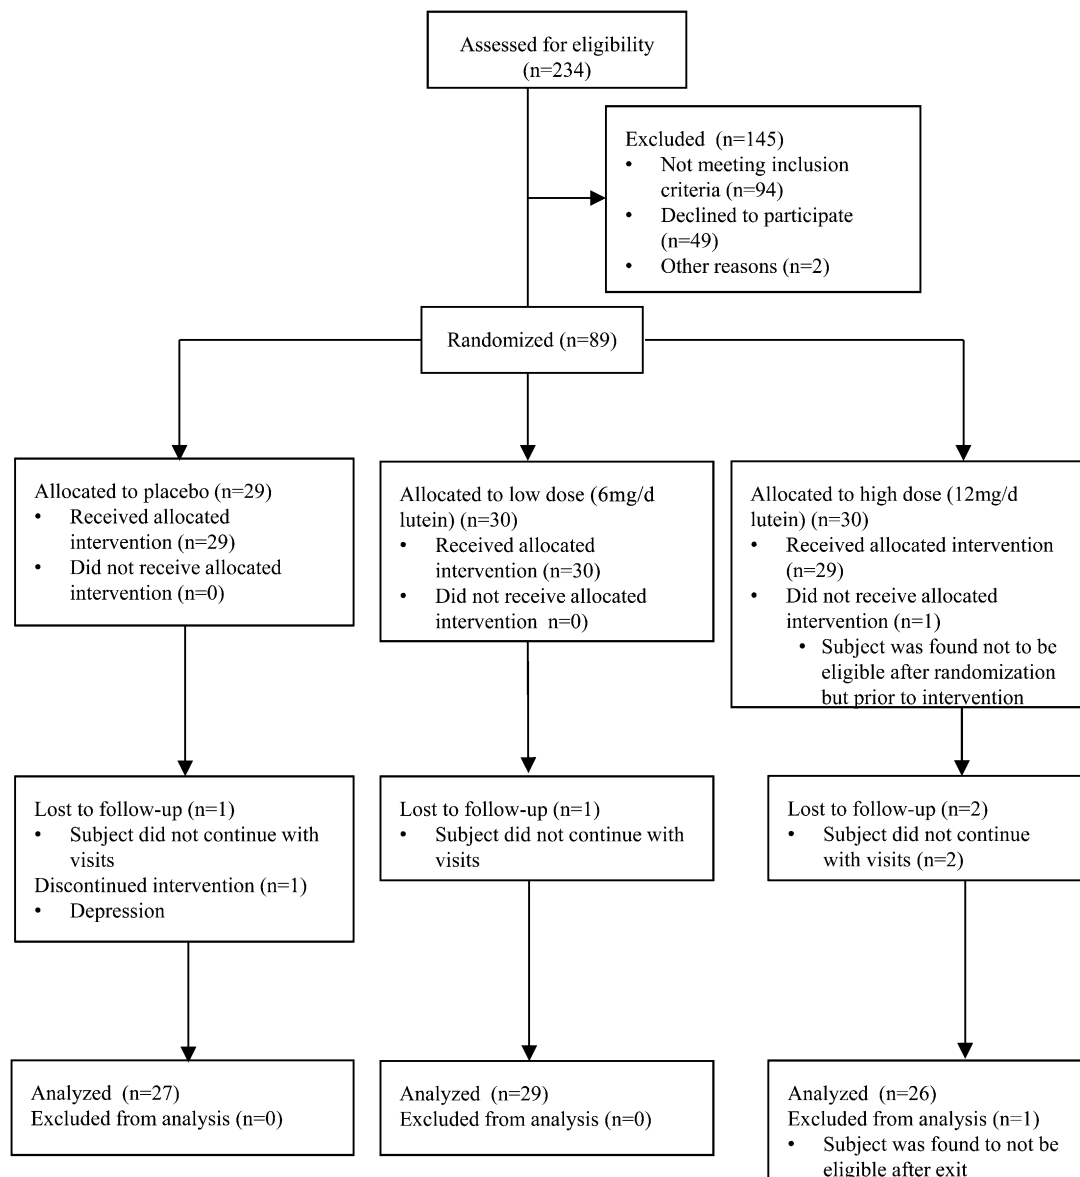 Assessed for eligibility
(n=234)
Excluded (n=145)
• Not meeting inclusion
criteria (n=94)
• Declined to participate
(n=49)
• Other reasons (n=2)
Randomized (n=89)
Allocated to placebo (n=29)
• Received allocated
intervention (n=29)
• Did not receive allocated
intervention (n=0)
Allocated to low dose (6mg/d
lutein) (n=30)
• Received allocated
intervention (n=30)
• Did not receive allocated
intervention n=0)
Allocated to high dose (12mg/d
lutein) (n=30)
• Received allocated intervention
(n=29)
• Did not receive allocated
intervention (n=1)
• Subject was found not to be
eligible after randomization
but prior to intervention
Lost to follow-up (n=1)
• Subject did not continue with
visits
Discontinued intervention (n=1)
• Depression
Lost to follow-up (n=1)
• Subject did not continue with
visits
Lost to follow-up (n=2)
• Subject did not continue
with visits (n=2)
Analyzed (n=27)
Excluded from analysis (n=0)
Analyzed (n=29)
Excluded from analysis (n=0)
Analyzed (n=26)
Excluded from analysis (n=1)
• Subject was found to not be
eligible after exit